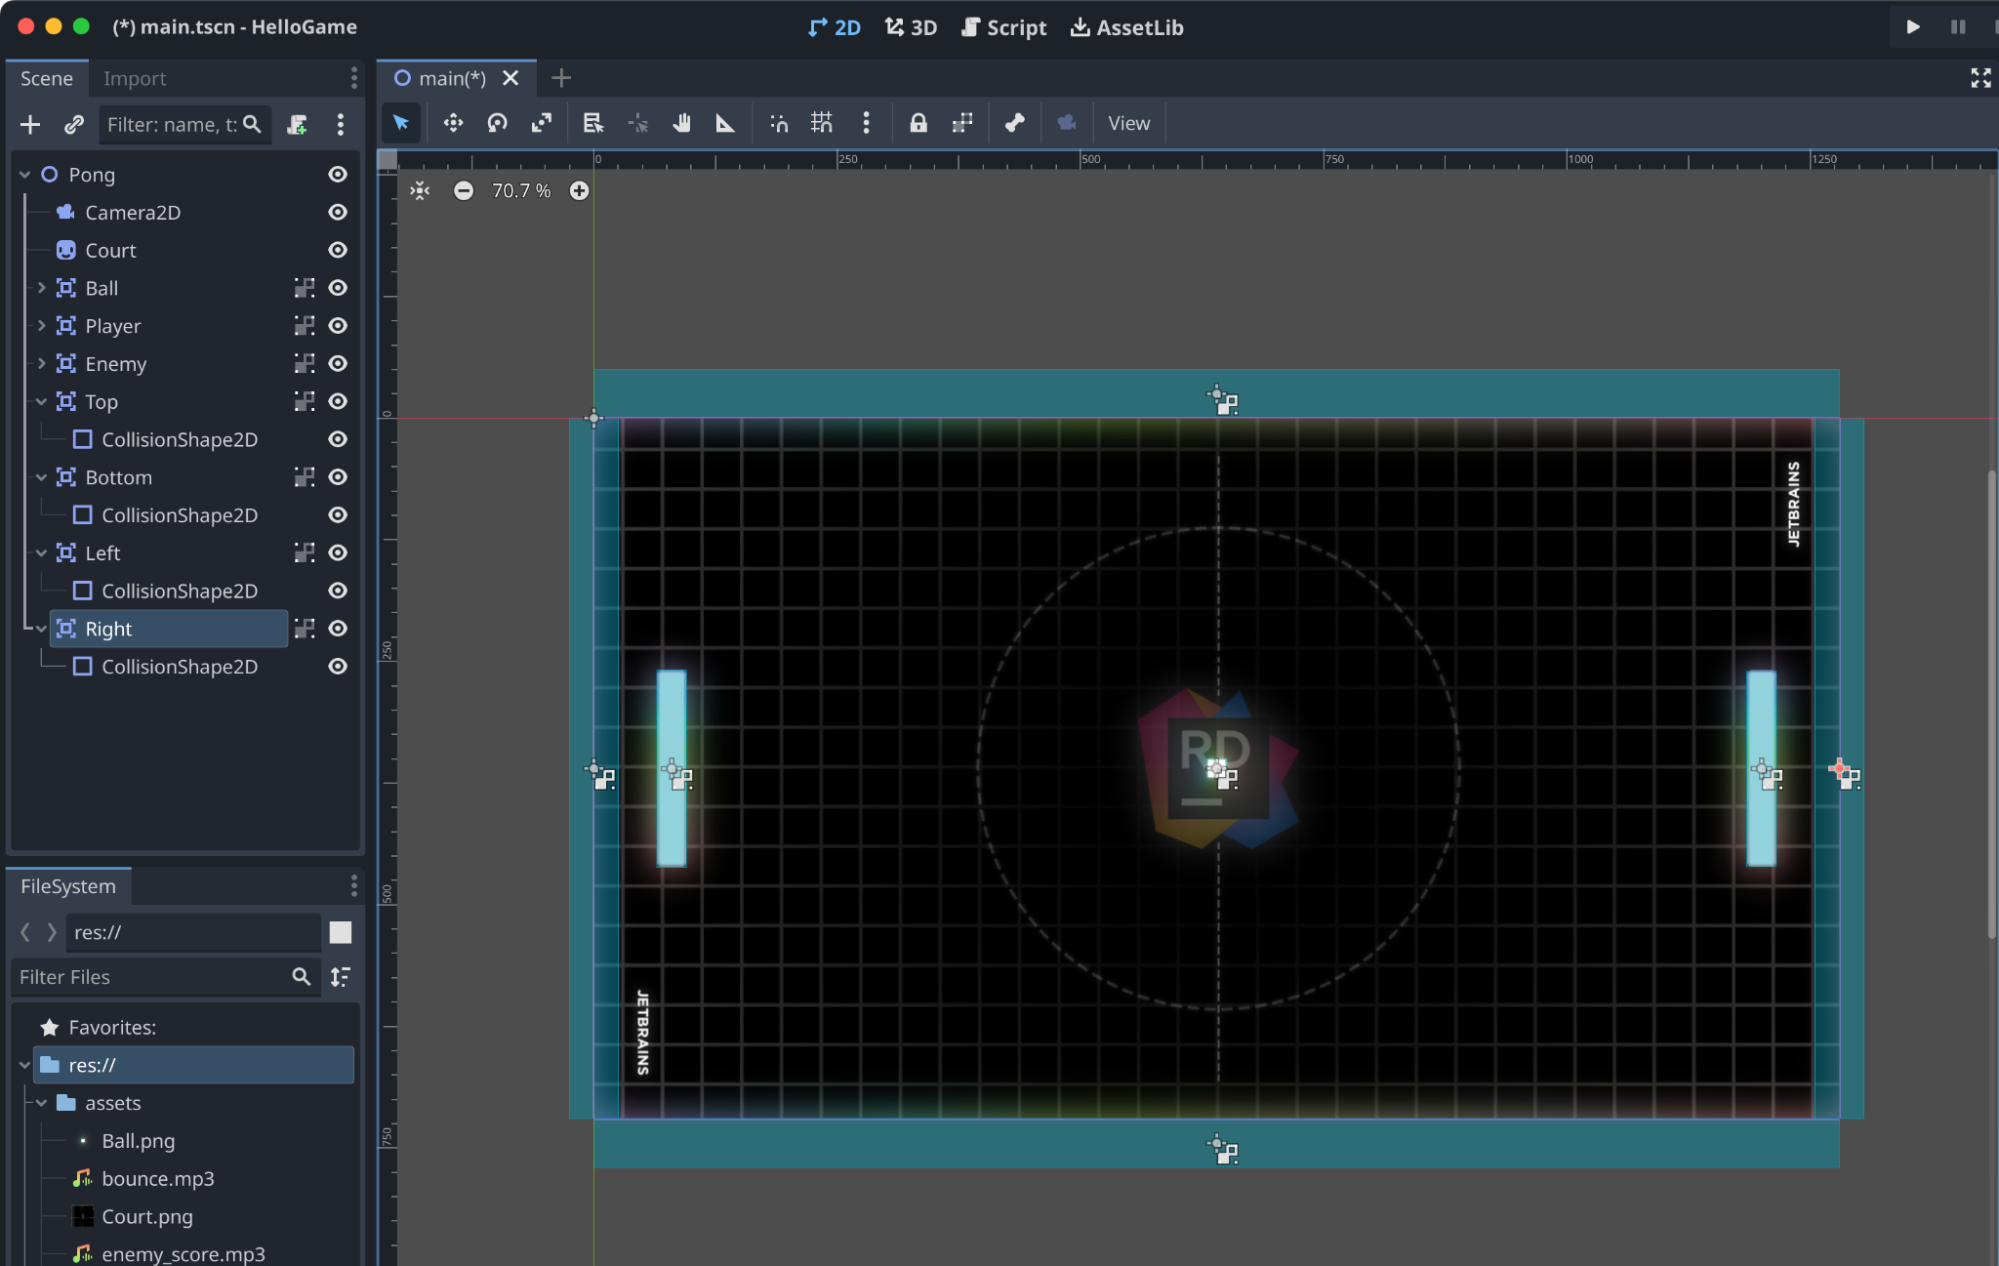 (*) main.tscn - HelloGame
2D
3D
Script
AssetLib
Scene
Import
main(*)
Filter: name, t:
View
0
250
500
750
1000
1250
70.7 %
Pong
Camera2D
Court
Ball
Player
Enemy
Top
CollisionShape2D
Bottom
CollisionShape2D
Left
CollisionShape2D
Right
CollisionShape2D
0
250
500
750
JETBRAINS
RD
JETBRAINS
FileSystem
res://
Filter Files
Favorites:
res://
assets
Ball.png
bounce.mp3
Court.png
enemy_score.mp3